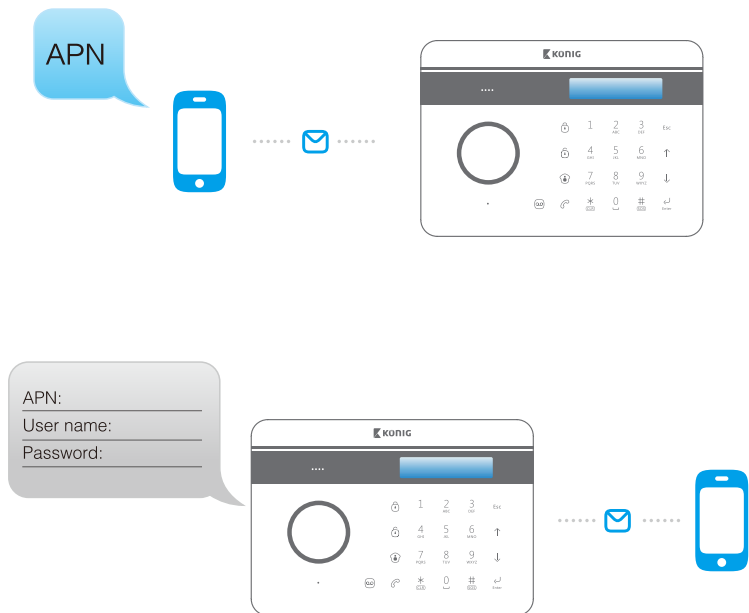 APN
KÖNIG
1 2 ABC 3 DEF Esc
4 GHI 5 JKL 6 MNO
7 PQRS 8 TUV 9 WXYZ
* 0 # Enter
APN:
User name:
Password:
KÖNIG
1 2 ABC 3 DEF Esc
4 GHI 5 JKL 6 MNO
7 PQRS 8 TUV 9 WXYZ
* 0 # Enter